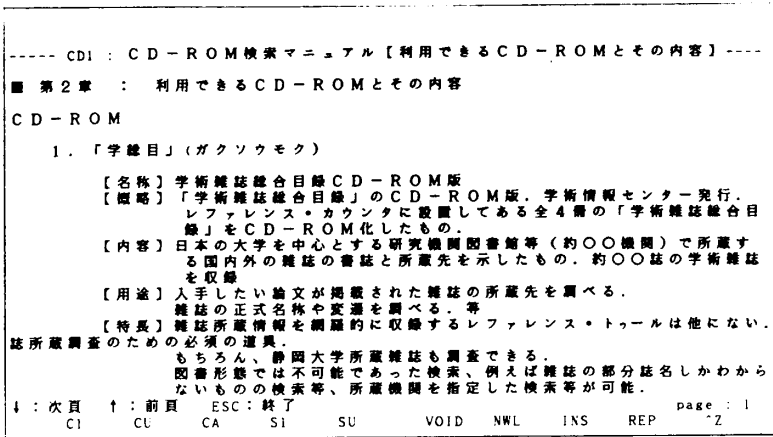 ----- CD1 : CD－ROM検索マニュアル【利用できるCD－ROMとその内容】----
■ 第2章 ： 利用できるCD－ROMとその内容
CD－ROM
1．「学総目」（ガクソウモク）
【名称】学術雑誌総合目録CD－ROM版
【概略】「学術雑誌総合目録」のCD－ROM版．学術情報センター発行．
レファレンス・カウンタに設置してある全4冊の「学術雑誌総合目
録」をCD－ROM化したもの．
【内容】日本の大学を中心とする研究機関図書館等（約〇〇機関）で所蔵す
る国内外の雑誌の書誌と所蔵先を示したもの．約〇〇誌の学術雑誌
を収録
【用途】入手したい論文が掲載された雑誌の所蔵先を調べる．
雑誌の正式名称や変遷を調べる．等
【特長】雑誌所蔵情報を網羅的に収録するレファレンス・トゥールは他にない．
誌所蔵調査のための必須の道具．
もちろん、静岡大学所蔵雑誌も調査できる．
図書形態では不可能であった検索、例えば雑誌の部分誌名しかわから
ないものの検索等、所蔵機関を指定した検索等が可能．
↓：次頁 ↑：前頁 ESC：終了 page : 1
C1 CU CA S1 SU VOID NWL INS REP ^Z